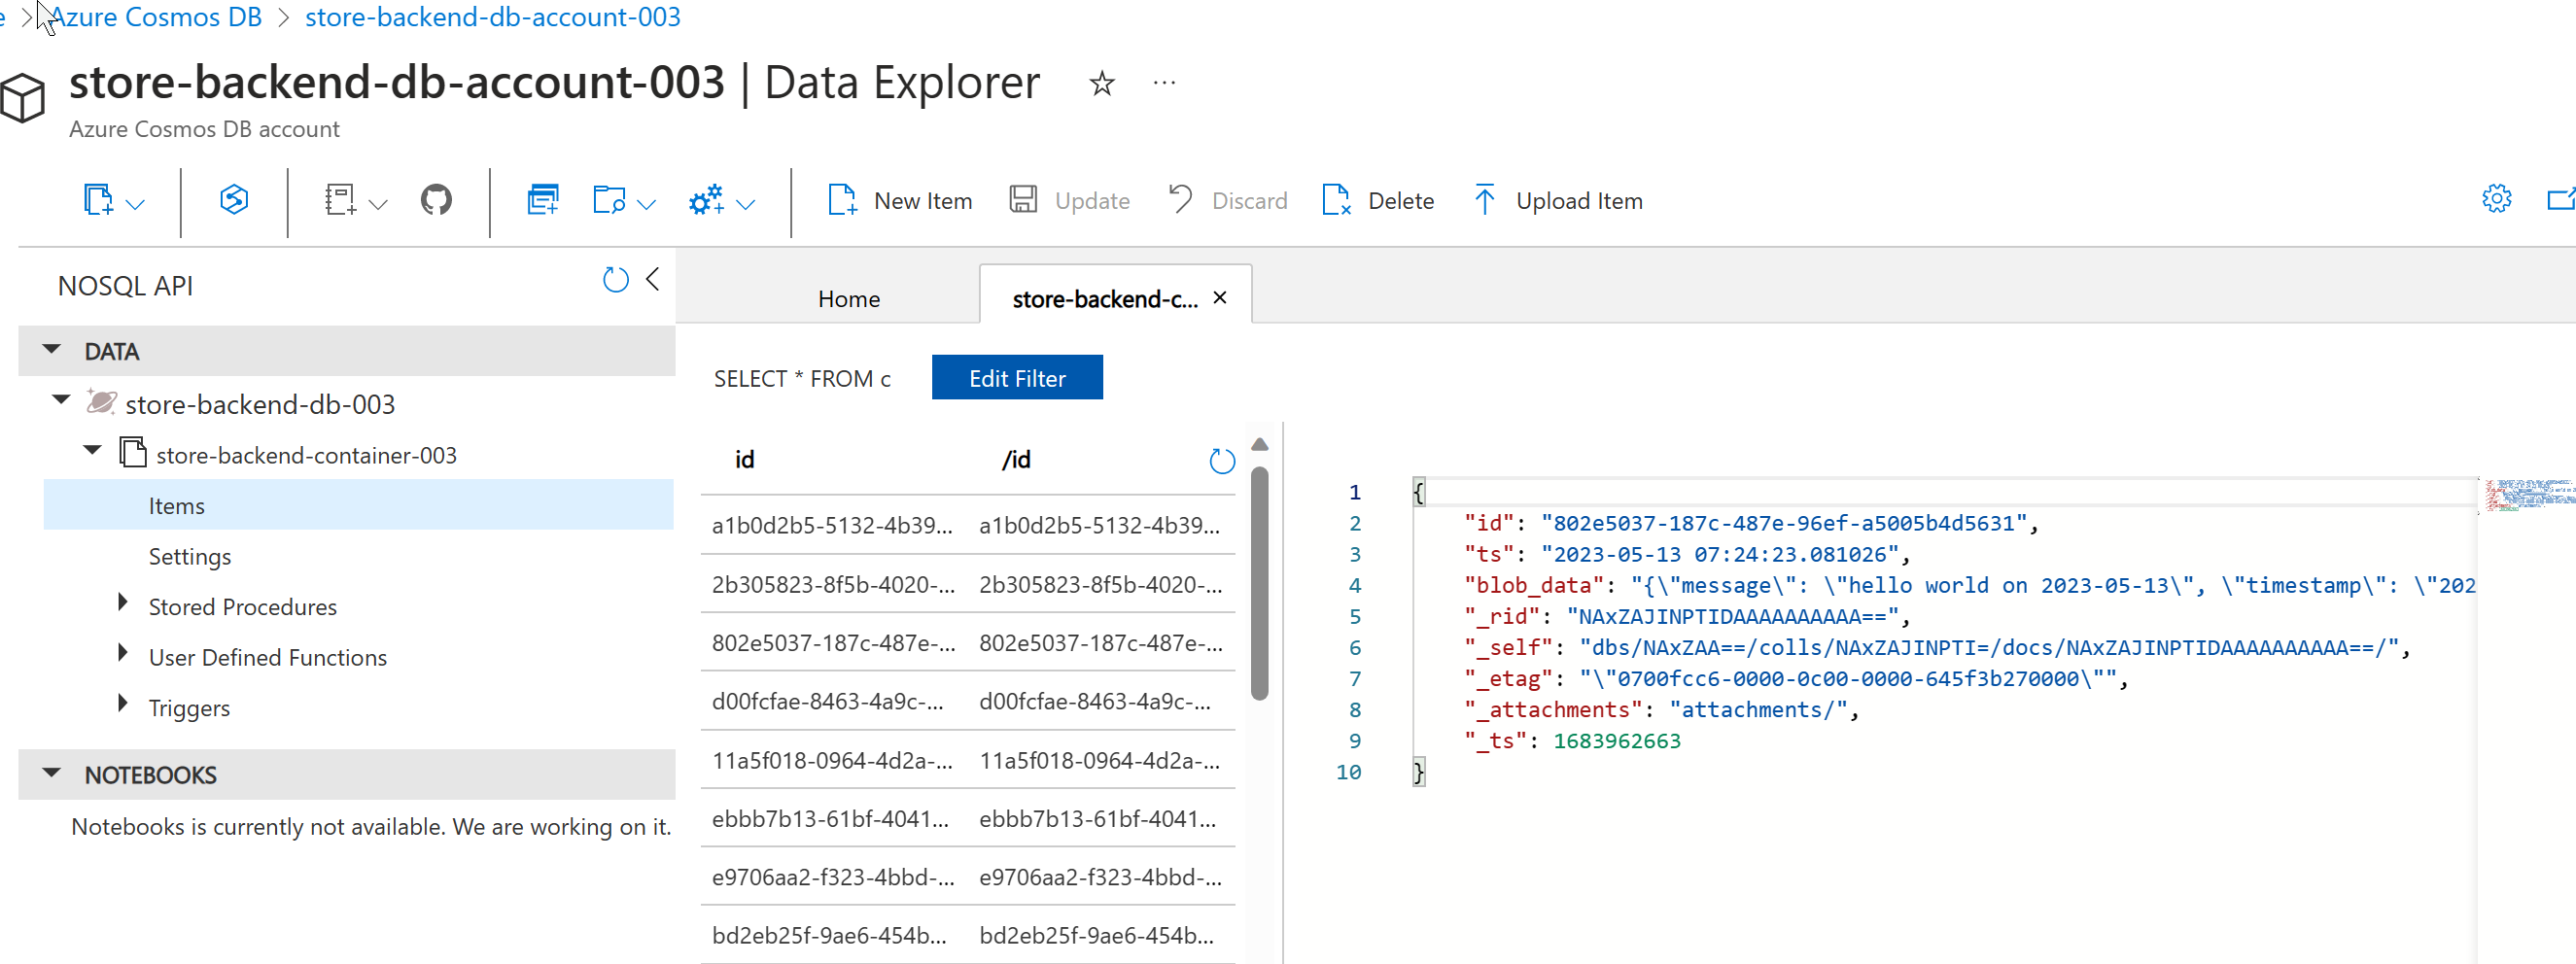 e > Azure Cosmos DB > store-backend-db-account-003
store-backend-db-account-003 | Data Explorer ☆ ···
Azure Cosmos DB account
New Item Update Discard Delete Upload Item
NOSQL API
Home store-backend-c... ×
DATA
SELECT * FROM c Edit Filter
store-backend-db-003
store-backend-container-003
Items
Settings
Stored Procedures
User Defined Functions
Triggers
NOTEBOOKS
Notebooks is currently not available. We are working on it.
id /id
a1b0d2b5-5132-4b39... a1b0d2b5-5132-4b39...
2b305823-8f5b-4020-... 2b305823-8f5b-4020-...
802e5037-187c-487e-... 802e5037-187c-487e-...
d00fcfae-8463-4a9c-... d00fcfae-8463-4a9c-...
11a5f018-0964-4d2a-... 11a5f018-0964-4d2a-...
ebbb7b13-61bf-4041... ebbb7b13-61bf-4041...
e9706aa2-f323-4bbd-... e9706aa2-f323-4bbd-...
bd2eb25f-9ae6-454b... bd2eb25f-9ae6-454b...
1 {
2 "id": "802e5037-187c-487e-96ef-a5005b4d5631",
3 "ts": "2023-05-13 07:24:23.081026",
4 "blob_data": "{\"message\": \"hello world on 2023-05-13\", \"timestamp\": \"202
5 "_rid": "NAxZAJINPTIDAAAAAAAAAA==",
6 "_self": "dbs/NAxZAA==/colls/NAxZAJINPTI=/docs/NAxZAJINPTIDAAAAAAAAAA==/",
7 "_etag": "\"0700fcc6-0000-0c00-0000-645f3b270000\"",
8 "_attachments": "attachments/",
9 "_ts": 1683962663
10 }